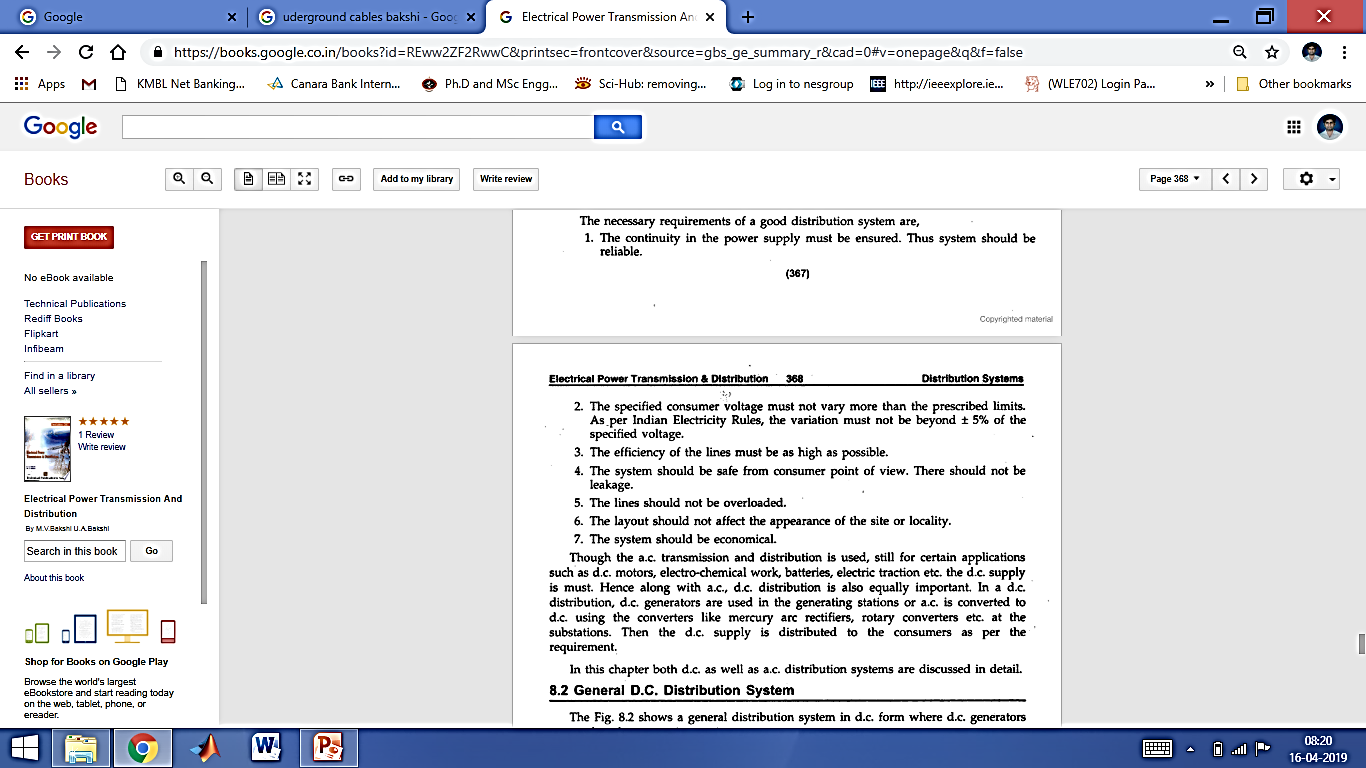 Google
uderground cables bakshi - Goog
Electrical Power Transmission An
https://books.google.co.in/books?id=REww2ZF2RwwC&printsec=frontcover&source=gbs_ge_summary_r&cad=0#v=onepage&q&f=false
Apps
KMBL Net Banking...
Canara Bank Intern...
Ph.D and MSc Engg...
Sci-Hub: removing...
Log in to nesgroup
IEEE
http://ieeexplore.ie...
(WLE702) Login Pa...
»
Other bookmarks
Google
Books
Add to my library
Write review
Page 368
GET PRINT BOOK
No eBook available
Technical Publications
Rediff Books
Flipkart
Infibeam
Find in a library
All sellers »
1 Review
Write review
Electrical Power Transmission And
Distribution
By M.V.Bakshi U.A.Bakshi
Search in this book
Go
About this book
Shop for Books on Google Play
Browse the world's largest
eBookstore and start reading today
on the web, tablet, phone, or
ereader.
The necessary requirements of a good distribution system are,
1. The continuity in the power supply must be ensured. Thus system should be
reliable.
(367)
Copyrighted material
Electrical Power Transmission & Distribution 368 Distribution Systems
2. The specified consumer voltage must not vary more than the prescribed limits.
As per Indian Electricity Rules, the variation must not be beyond ± 5% of the
specified voltage.
3. The efficiency of the lines must be as high as possible.
4. The system should be safe from consumer point of view. There should not be
leakage.
5. The lines should not be overloaded.
6. The layout should not affect the appearance of the site or locality.
7. The system should be economical.
Though the a.c. transmission and distribution is used, still for certain applications
such as d.c. motors, electro-chemical work, batteries, electric traction etc. the d.c. supply
is must. Hence along with a.c., d.c. distribution is also equally important. In a d.c.
distribution, d.c. generators are used in the generating stations or a.c. is converted to
d.c. using the converters like mercury arc rectifiers, rotary converters etc. at the
substations. Then the d.c. supply is distributed to the consumers as per the
requirement.
In this chapter both d.c. as well as a.c. distribution systems are discussed in detail.
8.2 General D.C. Distribution System
The Fig. 8.2 shows a general distribution system in d.c. form where d.c. generators
08:20
16-04-2019